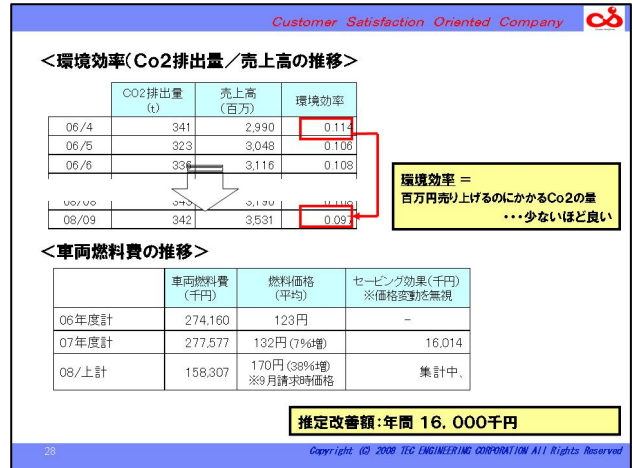 Customer Satisfaction Oriented Company
<環境効率(Co2排出量／売上高の推移>
CO2排出量(t) 売上高(百万) 環境効率
06/4 341 2,990 0.114
06/5 323 3,048 0.106
06/6 336 3,116 0.108
08/09 342 3,531 0.097
環境効率 =
百万円売り上げるのにかかるCo2の量
・・・少ないほど良い
<車両燃料費の推移>
車両燃料費(千円) 燃料価格(平均) セービング効果(千円)※価格変動を無視
06年度計 274,160 123円 −
07年度計 277,577 132円(7%増) 16,014
08/上計 158,307 170円(38%増)※9月請求時価格 集計中、
推定改善額:年間 16，000千円
28
Copyright (C) 2008 TEC ENGINEERING CORPORATION All Rights Reserved